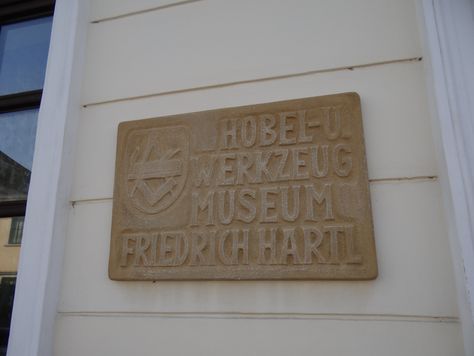 HOBEL-U.
WERKZEUG
MUSEUM
FRIEDRICH HARTL